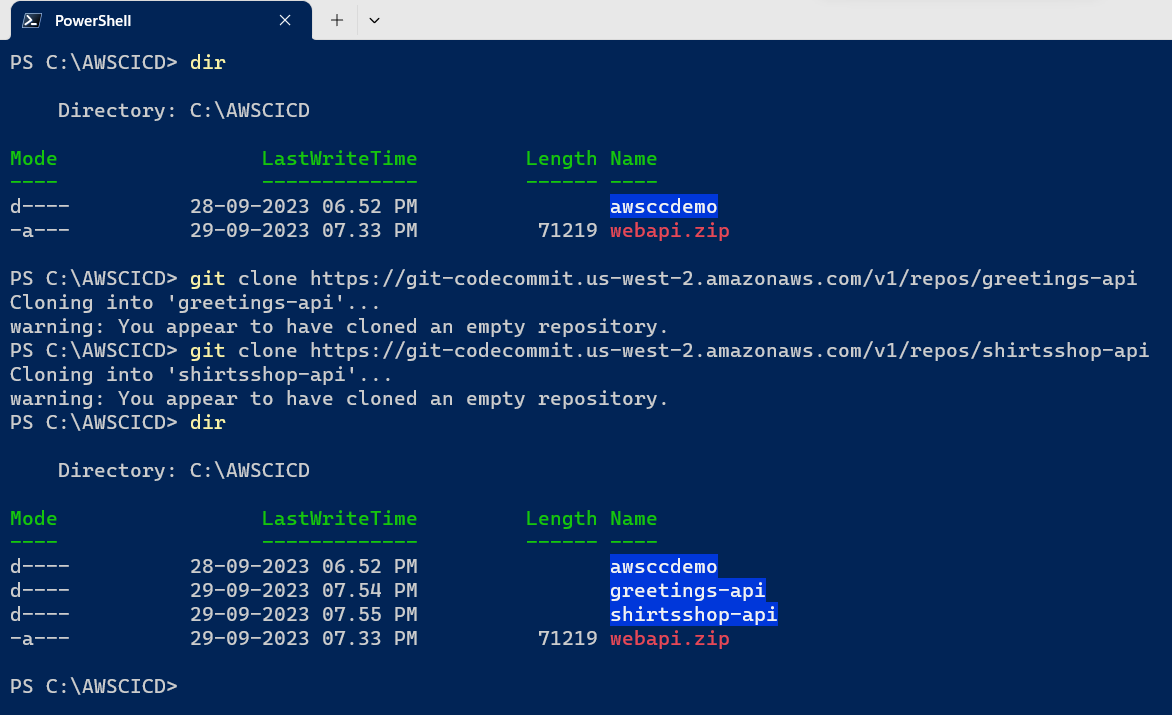 PowerShell
PS C:\AWSCICD> dir
Directory: C:\AWSCICD
Mode LastWriteTime Length Name
---- ------------- ------ ----
d---- 28-09-2023 06.52 PM awsccdemo
-a--- 29-09-2023 07.33 PM 71219 webapi.zip
PS C:\AWSCICD> git clone https://git-codecommit.us-west-2.amazonaws.com/v1/repos/greetings-api
Cloning into 'greetings-api'...
warning: You appear to have cloned an empty repository.
PS C:\AWSCICD> git clone https://git-codecommit.us-west-2.amazonaws.com/v1/repos/shirtsshop-api
Cloning into 'shirtsshop-api'...
warning: You appear to have cloned an empty repository.
PS C:\AWSCICD> dir
Directory: C:\AWSCICD
Mode LastWriteTime Length Name
---- ------------- ------ ----
d---- 28-09-2023 06.52 PM awsccdemo
d---- 29-09-2023 07.54 PM greetings-api
d---- 29-09-2023 07.55 PM shirtsshop-api
-a--- 29-09-2023 07.33 PM 71219 webapi.zip
PS C:\AWSCICD>